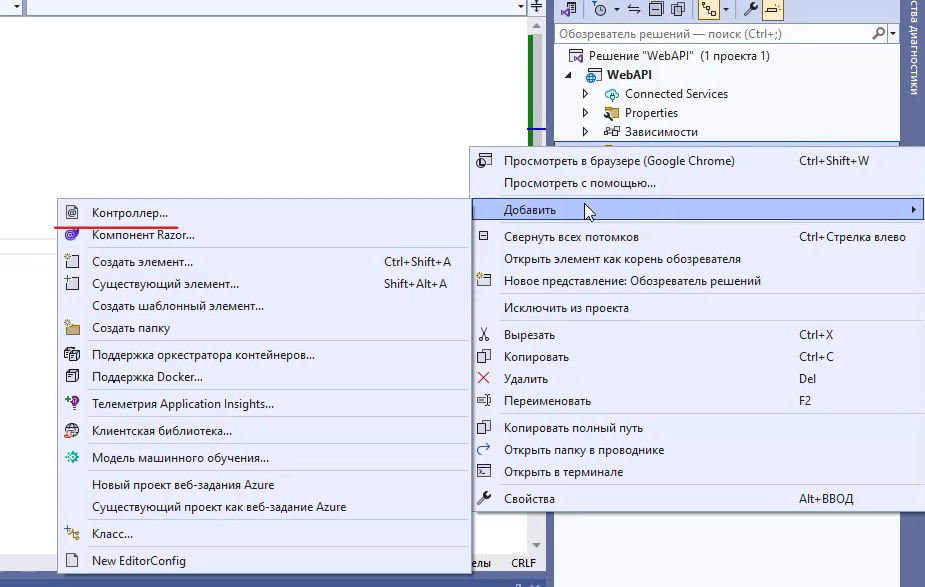 Обозреватель решений — поиск (Ctrl+;)
Решение "WebAPI" (1 проекта 1)
WebAPI
Connected Services
Properties
Зависимости
ства диагностики
Просмотреть в браузере (Google Chrome) Ctrl+Shift+W
Просмотреть с помощью...
Добавить
Свернуть всех потомков Ctrl+Стрелка влево
Открыть элемент как корень обозревателя
Новое представление: Обозреватель решений
Исключить из проекта
Вырезать Ctrl+X
Копировать Ctrl+C
Удалить Del
Переименовать F2
Копировать полный путь
Открыть папку в проводнике
Открыть в терминале
Свойства Alt+ВВОД
Контроллер...
Компонент Razor...
Создать элемент... Ctrl+Shift+A
Существующий элемент... Shift+Alt+A
Создать шаблонный элемент...
Создать папку
Поддержка оркестратора контейнеров...
Поддержка Docker...
Телеметрия Application Insights...
Клиентская библиотека...
Модель машинного обучения...
Новый проект веб-задания Azure
Существующий проект как веб-задание Azure
Класс...
New EditorConfig
елы CRLF